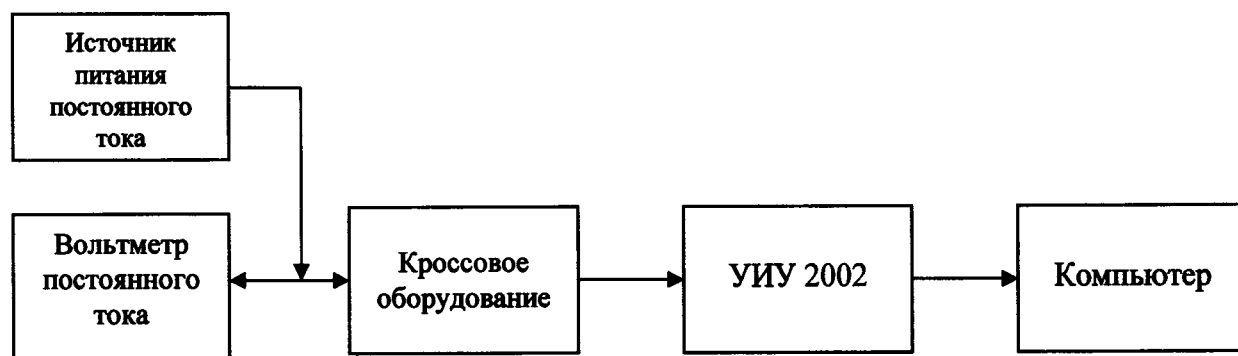 Источник
питания
постоянного
тока
Вольтметр
постоянного
тока
Кроссовое
оборудование
УИУ 2002
Компьютер